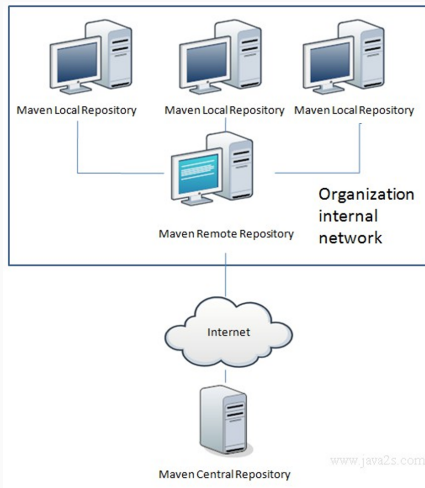 Maven Local Repository
Maven Local Repository
Maven Local Repository
Organization
internal
network
Maven Remote Repository
Internet
www.java2s.com
Maven Central Repository